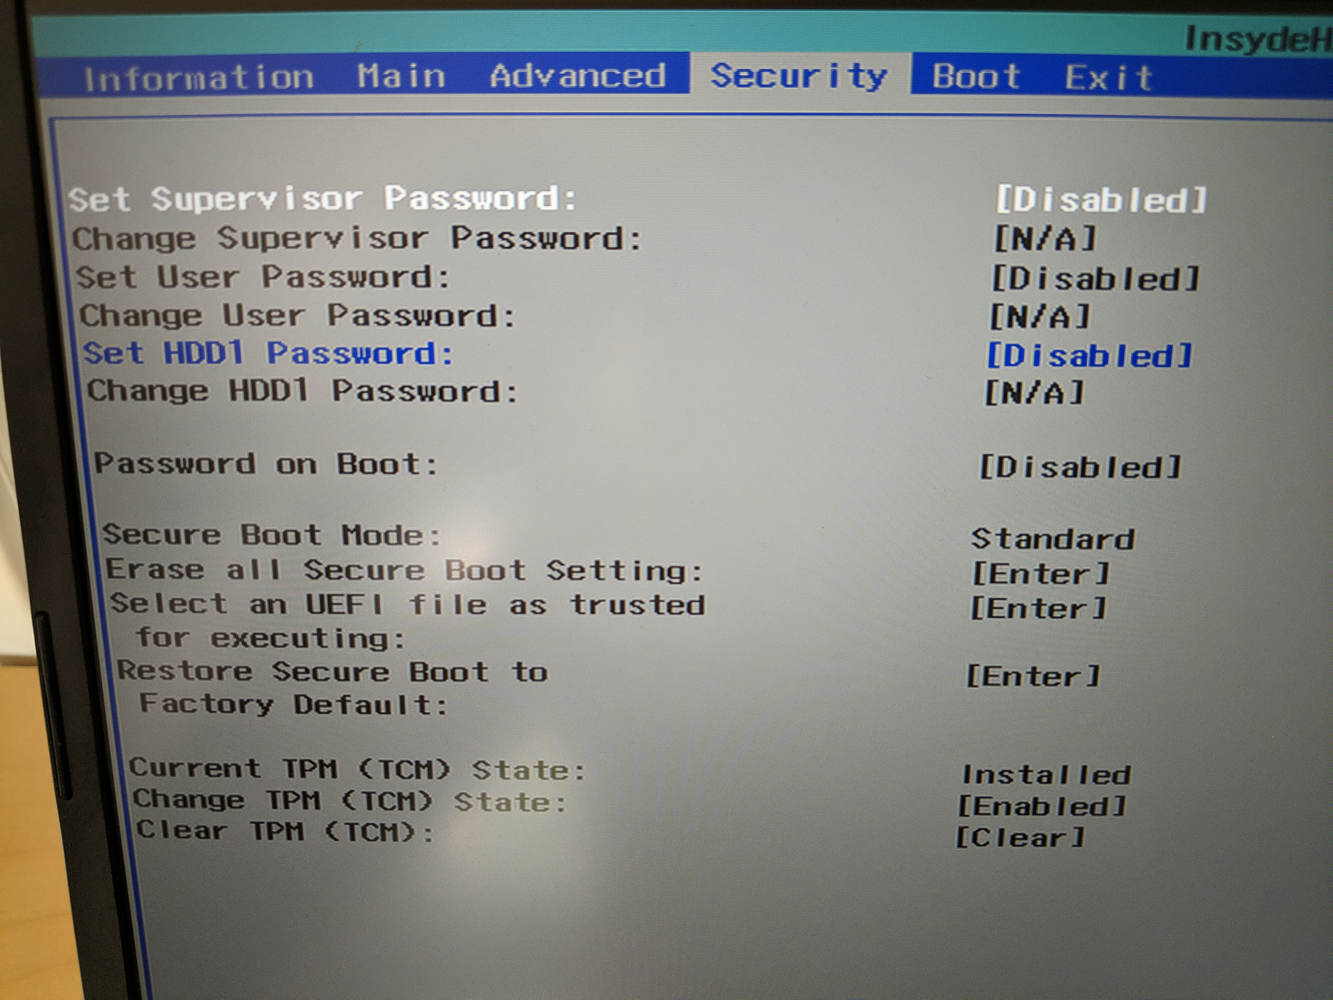 InsydeH
Information Main Advanced Security Boot Exit
Set Supervisor Password: [Disabled]
Change Supervisor Password: [N/A]
Set User Password: [Disabled]
Change User Password: [N/A]
Set HDD1 Password: [Disabled]
Change HDD1 Password: [N/A]
Password on Boot: [Disabled]
Secure Boot Mode: Standard
Erase all Secure Boot Setting: [Enter]
Select an UEFI file as trusted [Enter]
for executing:
Restore Secure Boot to [Enter]
Factory Default:
Current TPM (TCM) State: Installed
Change TPM (TCM) State: [Enabled]
Clear TPM (TCM): [Clear]